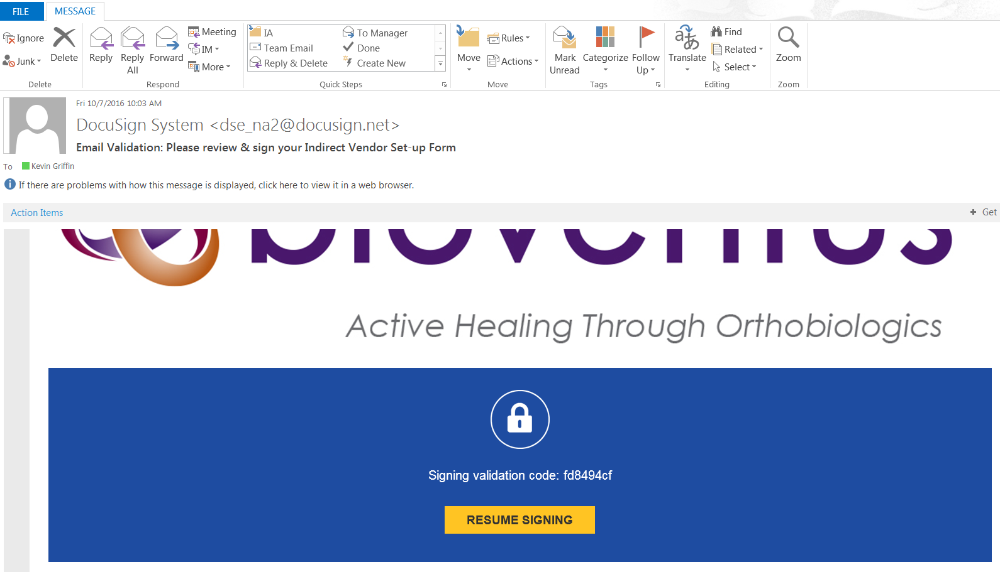 FILE
MESSAGE
Ignore
Junk
Delete
Delete
Reply
Reply All
Forward
Meeting
IM
More
Respond
IA
Team Email
Reply & Delete
To Manager
Done
Create New
Quick Steps
Move
Rules
Actions
Move
Mark Unread
Categorize
Follow Up
Tags
Translate
Find
Related
Select
Editing
Zoom
Zoom
Fri 10/7/2016 10:03 AM
DocuSign System <dse_na2@docusign.net>
Email Validation: Please review & sign your Indirect Vendor Set-up Form
To Kevin Griffin
If there are problems with how this message is displayed, click here to view it in a web browser.
Action Items
+ Get
bioventus
Active Healing Through Orthobiologics
Signing validation code: fd8494cf
RESUME SIGNING